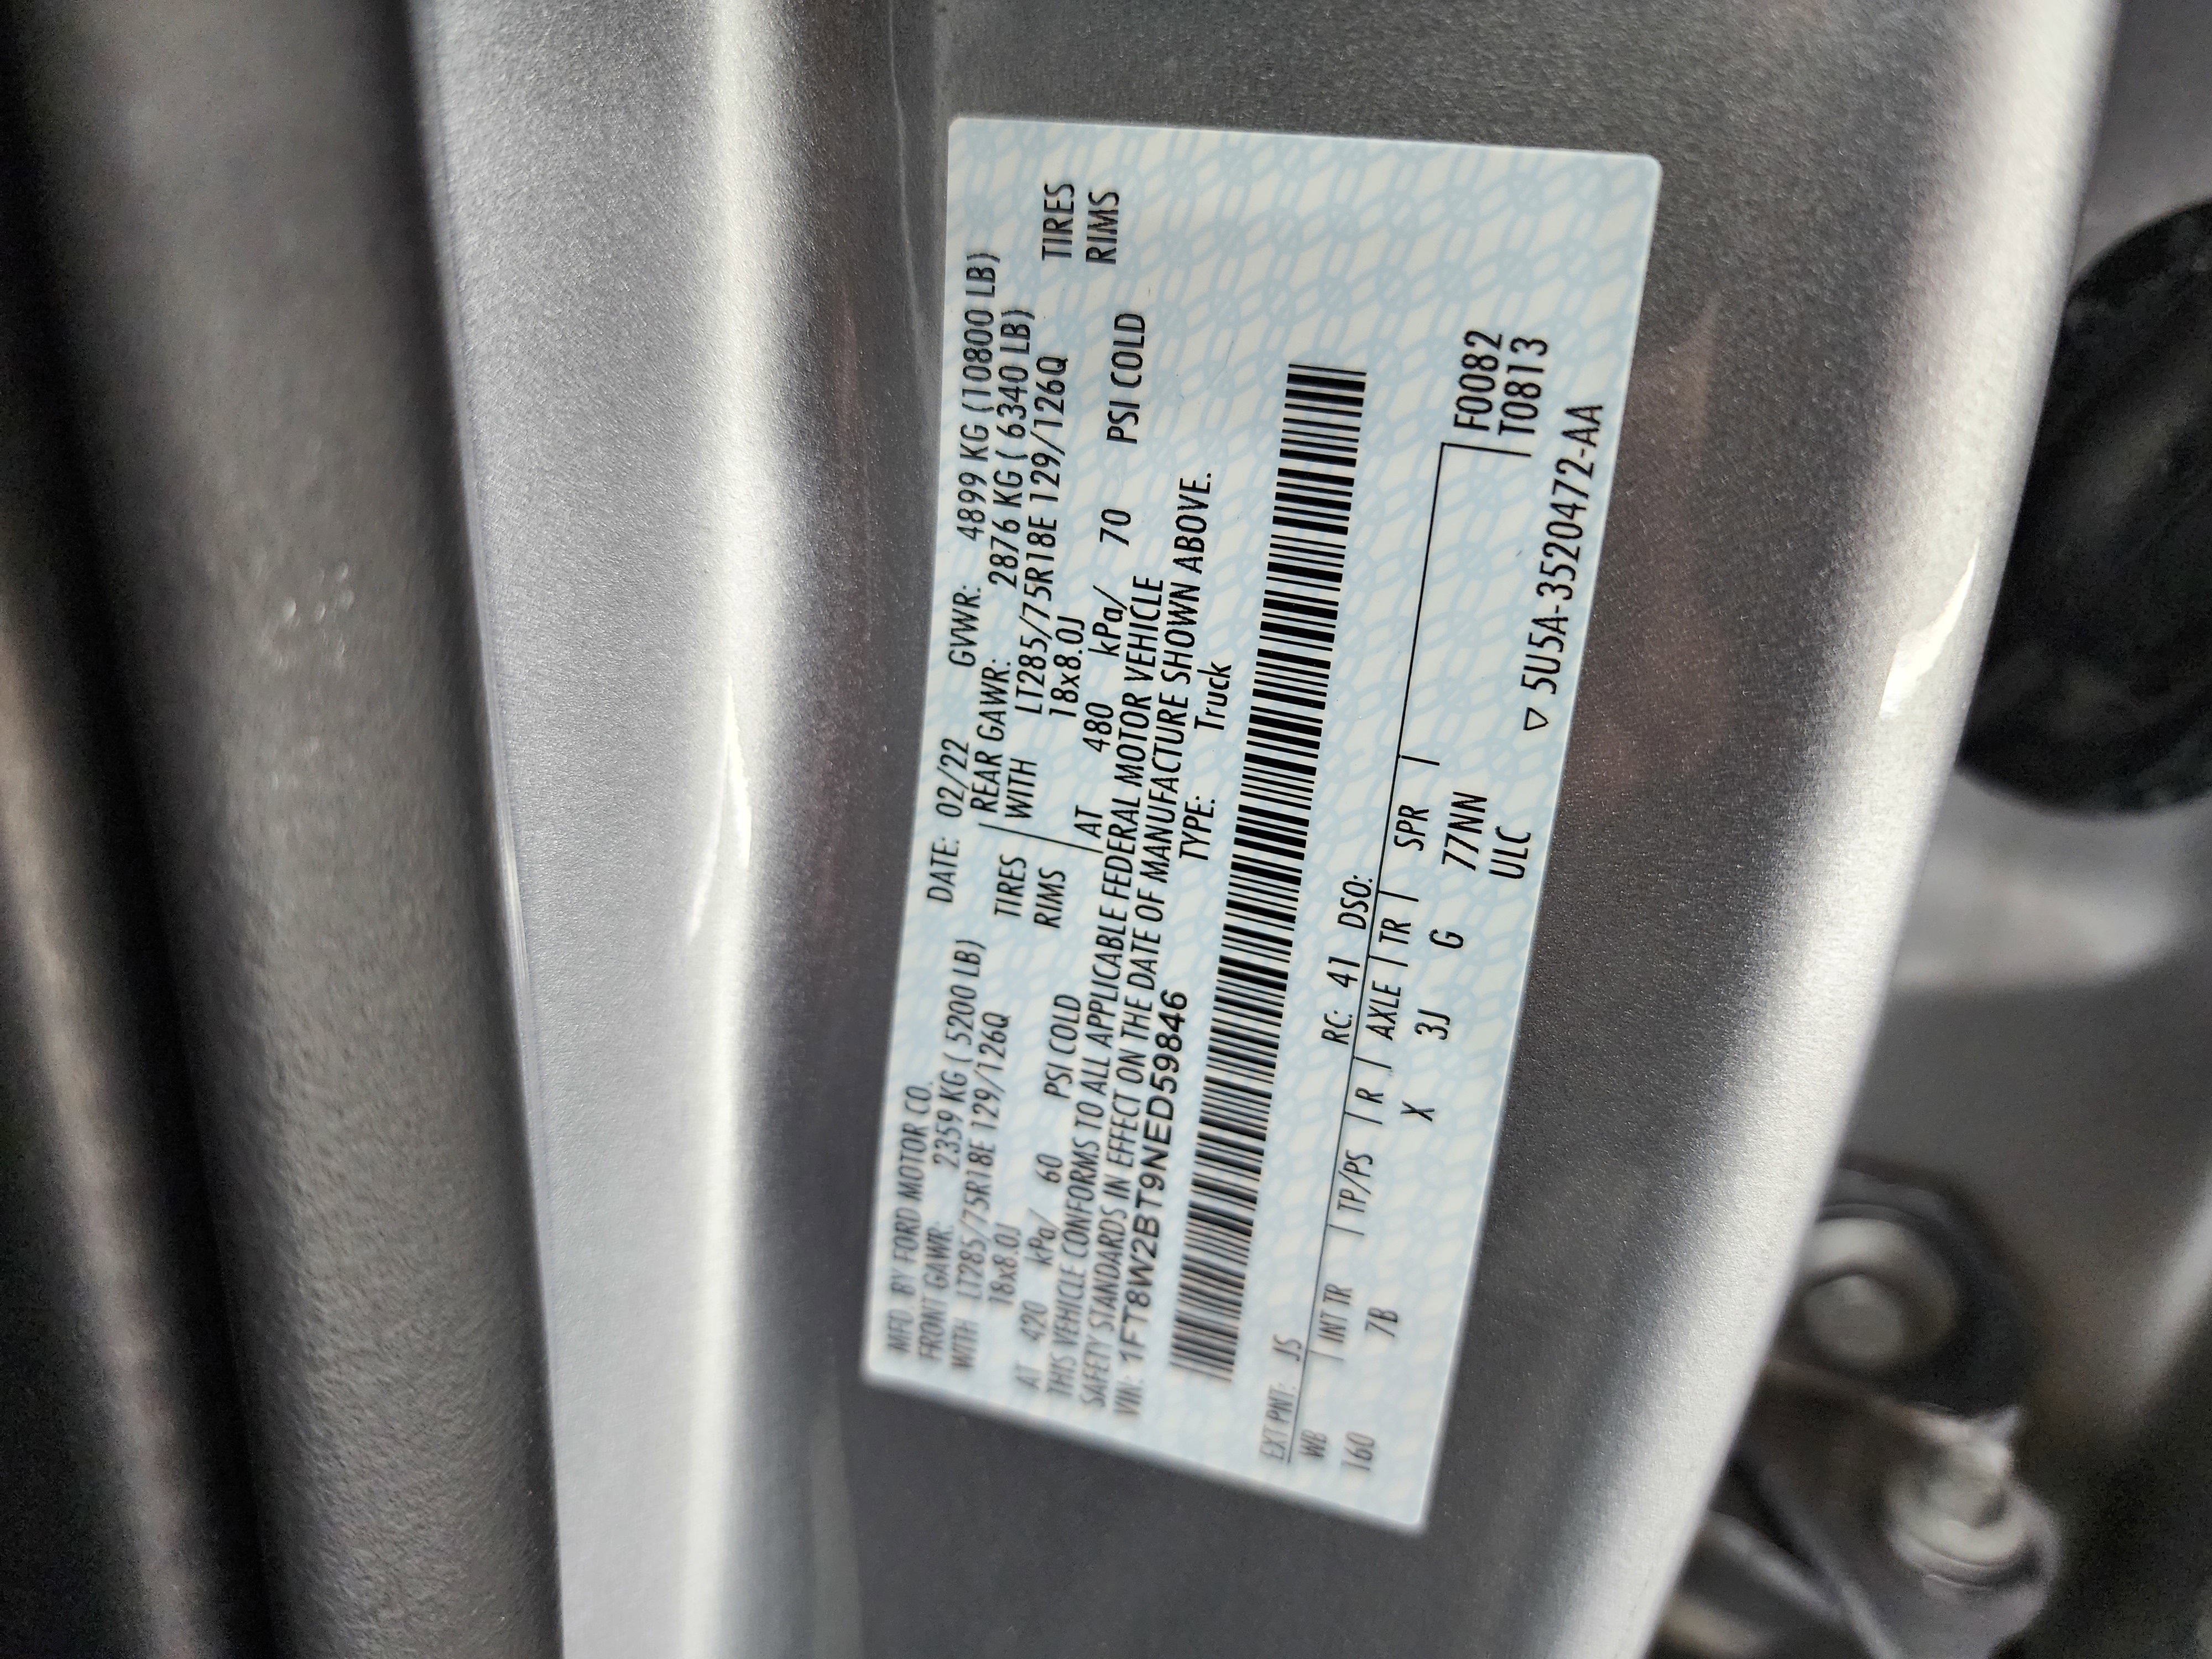 MFD. BY FORD MOTOR CO. DATE: 02/22 GVWR: 4899 KG (10800 LB)
FRONT GAWR: 2359 KG ( 5200 LB) REAR GAWR: 2876 KG ( 6340 LB)
WITH LT285/75R18E 129/126Q TIRES WITH LT285/75R18E 129/126Q TIRES
18x8.0J RIMS 18x8.0J RIMS
AT 420 kPa/ 60 PSI COLD AT 480 kPa/ 70 PSI COLD
THIS VEHICLE CONFORMS TO ALL APPLICABLE FEDERAL MOTOR VEHICLE
SAFETY STANDARDS IN EFFECT ON THE DATE OF MANUFACTURE SHOWN ABOVE.
VIN: 1FT8W2BT9NED59846 TYPE: Truck
EXT PNT: JS RC: 41 DSO:
WB INT TR TP/PS R AXLE TR SPR
160 7B X 3J G 77NN F0082
ULC T0813
▽ 5U5A-3520472-AA